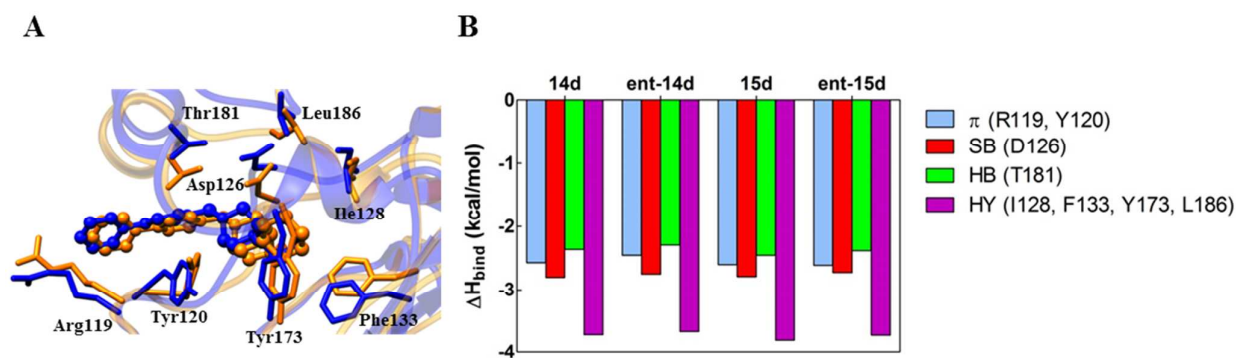 A
Thr181
Leu186
Asp126
Ile128
Arg119
Tyr120
Tyr173
Phe133
B
14d ent-14d 15d ent-15d
0
-1
-2
-3
-4
ΔHbind (kcal/mol)
π (R119, Y120)
SB (D126)
HB (T181)
HY (I128, F133, Y173, L186)